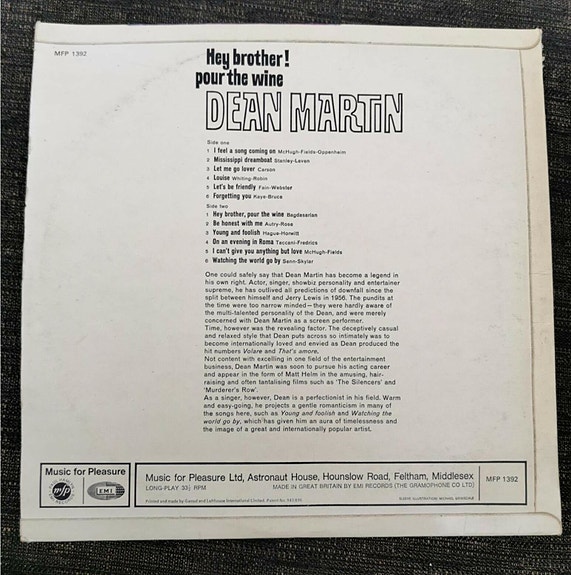 MFP 1392
Hey brother!
pour the wine
DEAN MARTIN
Side one
1 I feel a song coming on McHugh-Fields-Oppenheim
2 Mississippi dreamboat Stanley-Laven
3 Let me go lover Carson
4 Louise Whiting-Robin
5 Let's be friendly Fain-Webster
6 Forgetting you Kaye-Bruce
Side two
1 Hey brother, pour the wine Bagdasarian
2 Be honest with me Autry-Rose
3 Young and foolish Hague-Horwitt
4 On an evening in Roma Taccani-Fredrics
5 I can't give you anything but love McHugh-Fields
6 Watching the world go by Senn-Skylar
One could safely say that Dean Martin has become a legend in
his own right. Actor, singer, showbiz personality and entertainer
supreme, he has outlived all predictions of downfall since the
split between himself and Jerry Lewis in 1956. The pundits at
the time were too narrow minded—they were hardly aware of
the multi-talented personality of the Dean, and were merely
concerned with Dean Martin as a screen performer.
Time, however was the revealing factor. The deceptively casual
and relaxed style that Dean puts across so intimately was to
become internationally loved and envied as Dean produced the
hit numbers Volare and That's amore.
Not content with excelling in one field of the entertainment
business, Dean Martin was soon to pursue his acting career
and appear in the form of Matt Helm in the amusing, hair-
raising and often tantalising films such as 'The Silencers' and
'Murderer's Row'.
As a singer, however, Dean is a perfectionist in his field. Warm
and easy-going, he projects a gentle romanticism in many of
the songs here, such as Young and foolish and Watching the
world go by, which has given him an aura of timelessness and
the image of a great and internationally popular artist.
Music for Pleasure
mfp
EMI
Music for Pleasure Ltd, Astronaut House, Hounslow Road, Feltham, Middlesex
LONG-PLAY 33⅓ RPM
MADE IN GREAT BRITAIN BY EMI RECORDS (THE GRAMOPHONE CO LTD)
Printed and made by Garrod and Lofthouse International Limited. Patent No.
MFP 1392